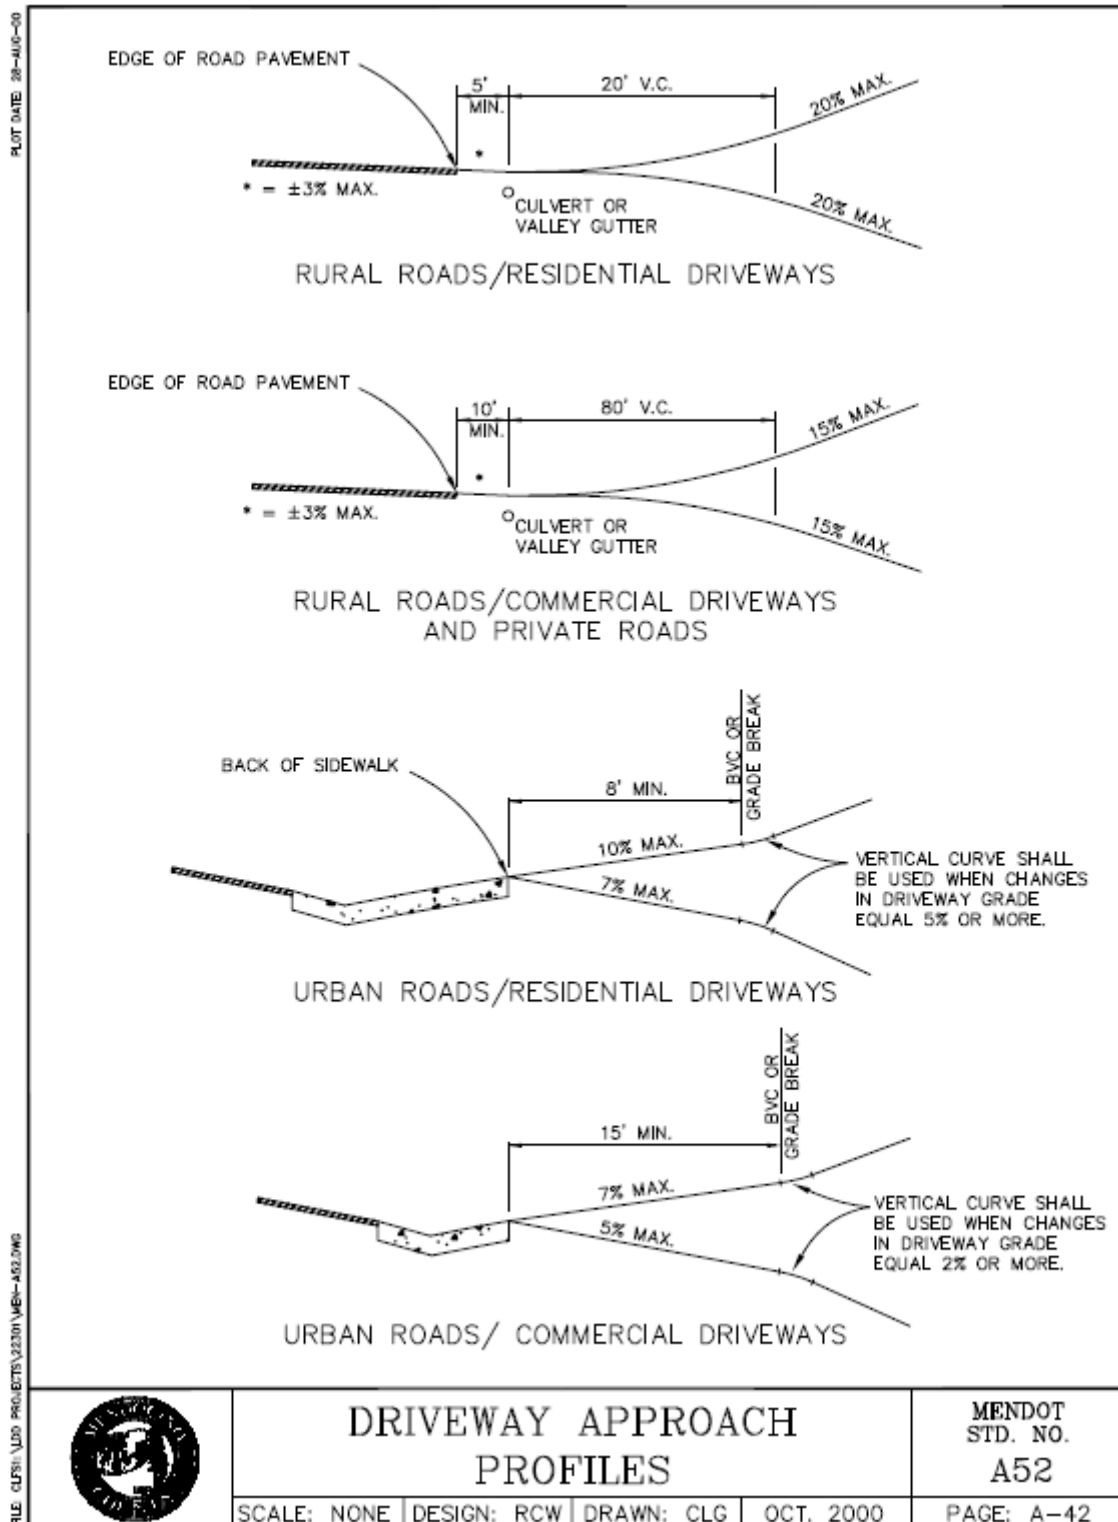 PLOT DATE: 28-AUG-00
EDGE OF ROAD PAVEMENT
5'
MIN.
20' V.C.
20% MAX.
*
* = ±3% MAX.
CULVERT OR
VALLEY GUTTER
20% MAX.
RURAL ROADS/RESIDENTIAL DRIVEWAYS
EDGE OF ROAD PAVEMENT
10'
MIN.
80' V.C.
15% MAX.
*
* = ±3% MAX.
CULVERT OR
VALLEY GUTTER
15% MAX.
RURAL ROADS/COMMERCIAL DRIVEWAYS
AND PRIVATE ROADS
BACK OF SIDEWALK
8' MIN.
BVC OR
GRADE BREAK
10% MAX.
7% MAX.
VERTICAL CURVE SHALL
BE USED WHEN CHANGES
IN DRIVEWAY GRADE
EQUAL 5% OR MORE.
URBAN ROADS/RESIDENTIAL DRIVEWAYS
15' MIN.
BVC OR
GRADE BREAK
7% MAX.
5% MAX.
VERTICAL CURVE SHALL
BE USED WHEN CHANGES
IN DRIVEWAY GRADE
EQUAL 2% OR MORE.
URBAN ROADS/ COMMERCIAL DRIVEWAYS
DRIVEWAY APPROACH
PROFILES
MENDOT
STD. NO.
A52
SCALE: NONE
DESIGN: RCW
DRAWN: CLG
OCT. 2000
PAGE: A-42